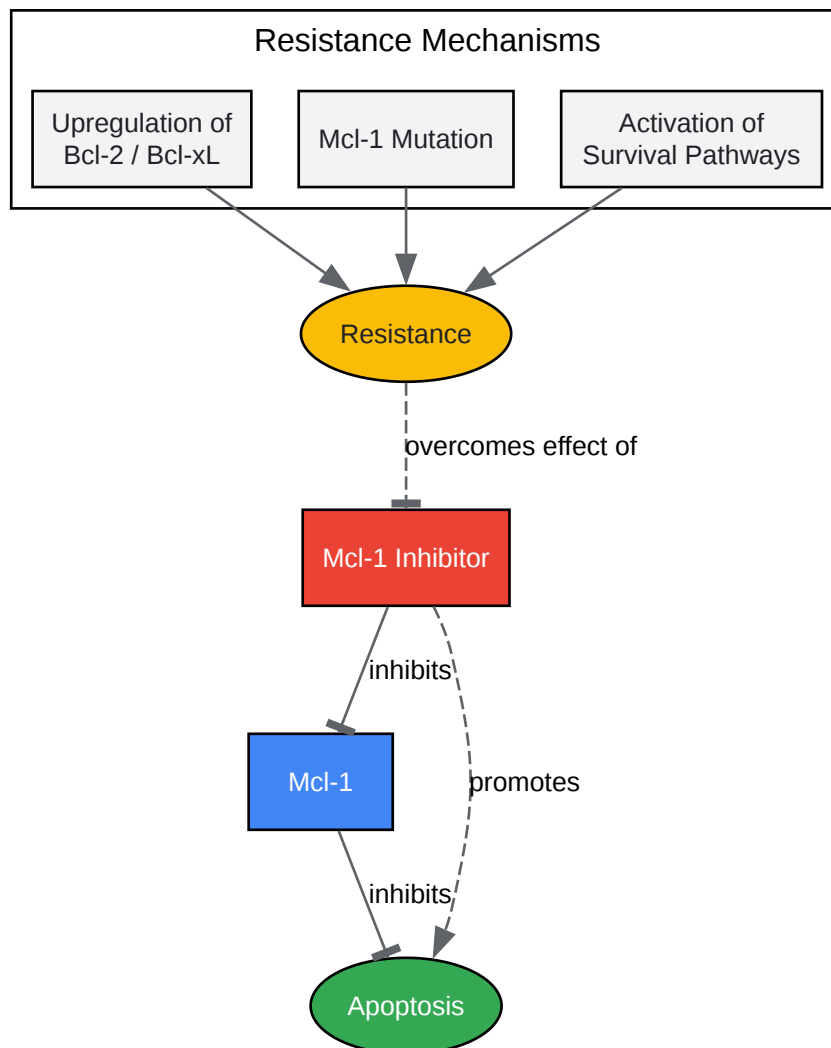 Resistance Mechanisms
Upregulation of
Bcl-2 / Bcl-xL
Mcl-1 Mutation
Activation of
Survival Pathways
Resistance
overcomes effect of
Mcl-1 Inhibitor
inhibits
Mcl-1
promotes
inhibits
Apoptosis